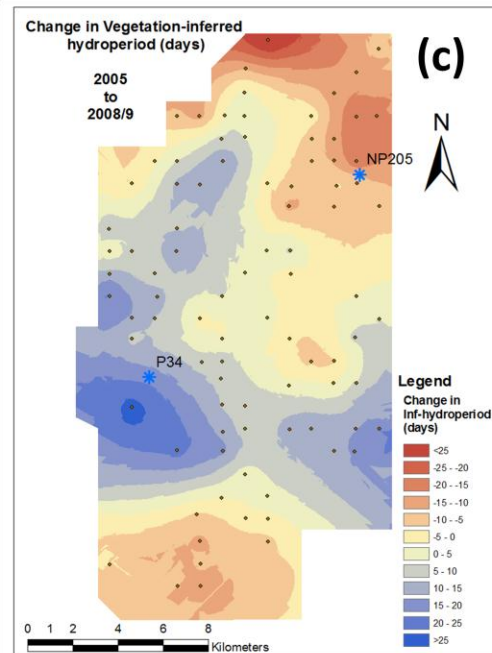 Change in Vegetation-inferred
hydroperiod (days)
2005
to
2008/9
(c)
N
NP205
P34
Legend
Change in
Inf-hydroperiod
(days)
<25
-25 - -20
-20 - -15
-15 - -10
-10 - -5
-5 - 0
0 - 5
5 - 10
10 - 15
15 - 20
20 - 25
>25
0 1 2 4 6 8
Kilometers